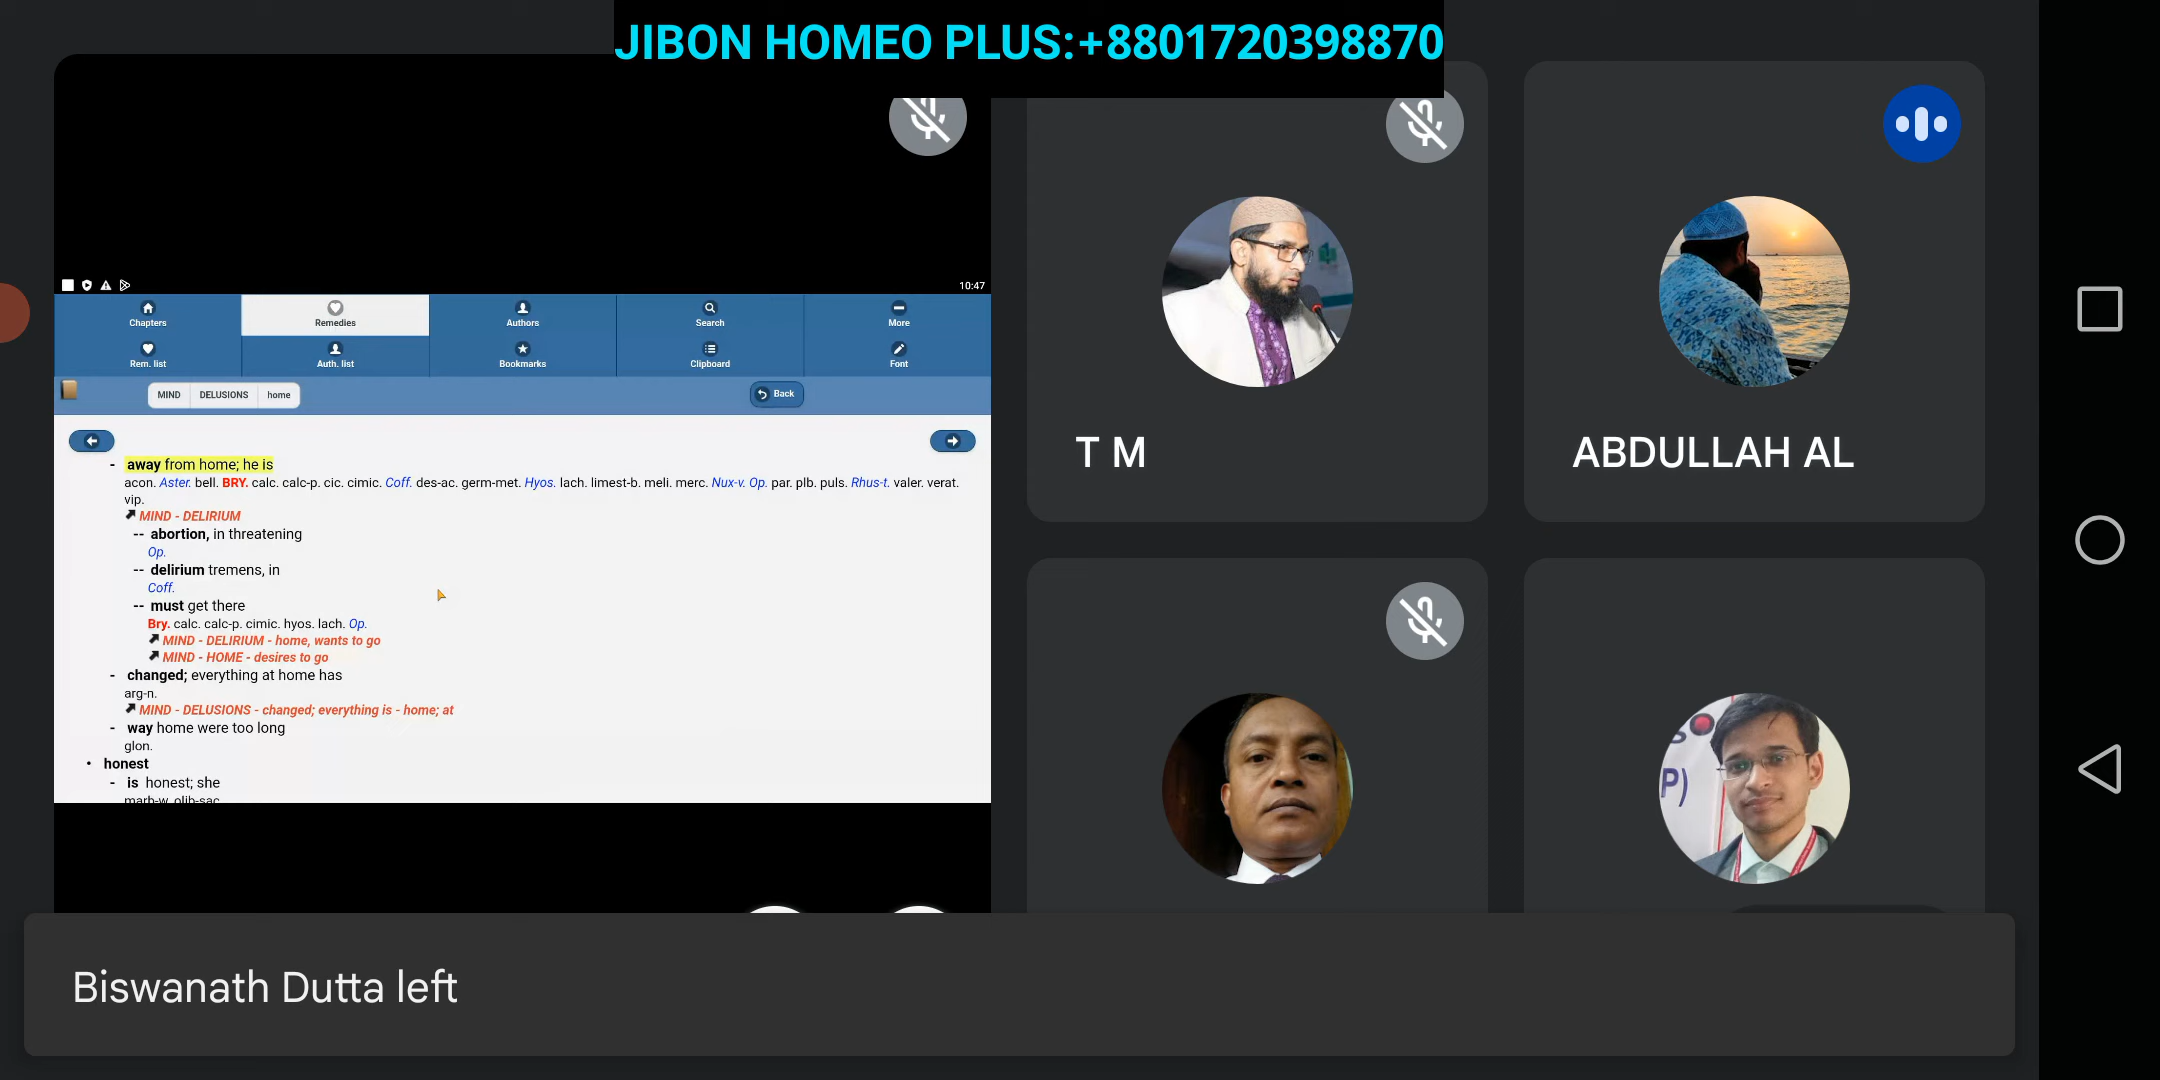 JIBON HOMEO PLUS:+8801720398870
10:47
Chapters
Remedies
Authors
Search
More
Rem. list
Auth. list
Bookmarks
Clipboard
Font
MIND DELUSIONS home
Back
- away from home; he is
acon. Aster. bell. BRY. calc. calc-p. cic. cimic. Coff. des-ac. germ-met. Hyos. lach. limest-b. meli. merc. Nux-v. Op. par. plb. puls. Rhus-t. valer. verat.
vip.
MIND - DELIRIUM
-- abortion, in threatening
Op.
-- delirium tremens, in
Coff.
-- must get there
Bry. calc. calc-p. cimic. hyos. lach. Op.
MIND - DELIRIUM - home, wants to go
MIND - HOME - desires to go
- changed; everything at home has
arg-n.
MIND - DELUSIONS - changed; everything is - home; at
- way home were too long
glon.
• honest
- is honest; she
marb-w. olib-sac.
T M
ABDULLAH AL
P)
Biswanath Dutta left